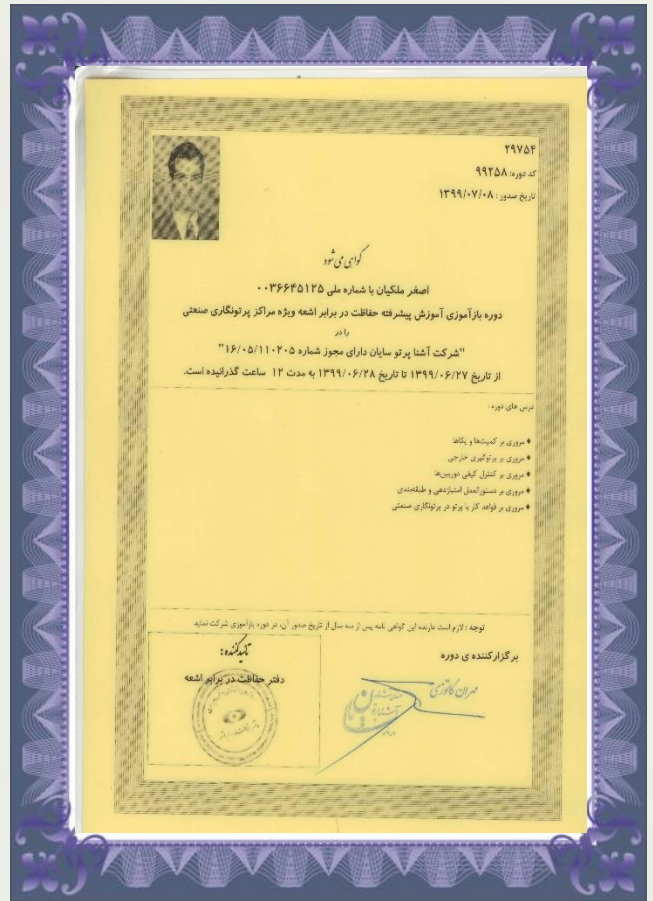 ۲۹۷۵۴
کد دوره: ۹۹۲۵۸
تاریخ صدور: ۱۳۹۹/۰۷/۰۸
گواهی می شود
اصغر ملکیان با شماره ملی ۰۰۳۶۶۴۵۱۲۵
دوره بازآموزی آموزش پیشرفته حفاظت در برابر اشعه ویژه مراکز پرتونگاری صنعتی
را در
"شرکت آشنا پرتو سایان دارای مجوز شماره ۱۶/۰۵/۱۱۰۲۰۵"
از تاریخ ۱۳۹۹/۰۶/۲۷ تا تاریخ ۱۳۹۹/۰۶/۲۸ به مدت ۱۲ ساعت گذرانیده است.
درس های دوره:
♦ مروری بر کمیت‌ها و یکاها
♦ مروری بر پرتوگیری خارجی
♦ مروری بر کنترل کیفی دوربین‌ها
♦ مروری بر دستورالعمل امتیازدهی و طبقه‌بندی
♦ مروری بر قواعد کار با پرتو در پرتونگاری صنعتی
توجه: لازم است دارنده این گواهی نامه پس از سه سال از تاریخ صدور آن، در دوره بازآموزی شرکت نماید
برگزارکننده ی دوره
مهران کاتوزی
تائیدکننده:
دفتر حفاظت در برابر اشعه